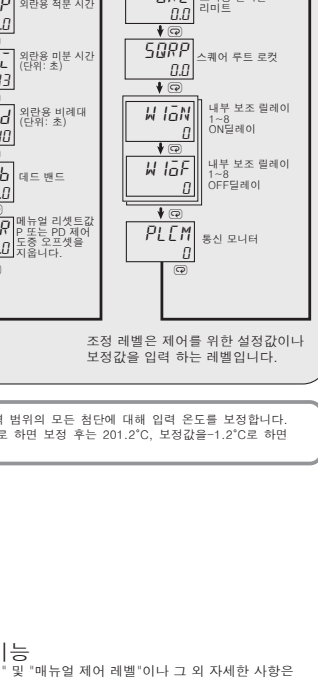 외란용 적분 시간
외란용 미분 시간
(단위: 초)
외란용 비례대
(단위: 초)
데드 밴드
메뉴얼 리셋트값
P 또는 PD 제어
도중 오프셋을
지웁니다.
리미트
0.0
SQRP
0.0
스퀘어 루트 로컷
W1ON
0
내부 보조 릴레이
1~8
ON딜레이
W1OF
0
내부 보조 릴레이
1~8
OFF딜레이
PLCM
0
통신 모니터
조정 레벨은 제어를 위한 설정값이나
보정값을 입력 하는 레벨입니다.
범위의 모든 첨단에 대해 입력 온도를 보정합니다.
로 하면 보정 후는 201.2°C, 보정값을-1.2°C로 하면
능
" 및 "매뉴얼 제어 레벨"이나 그 외 자세한 사항은